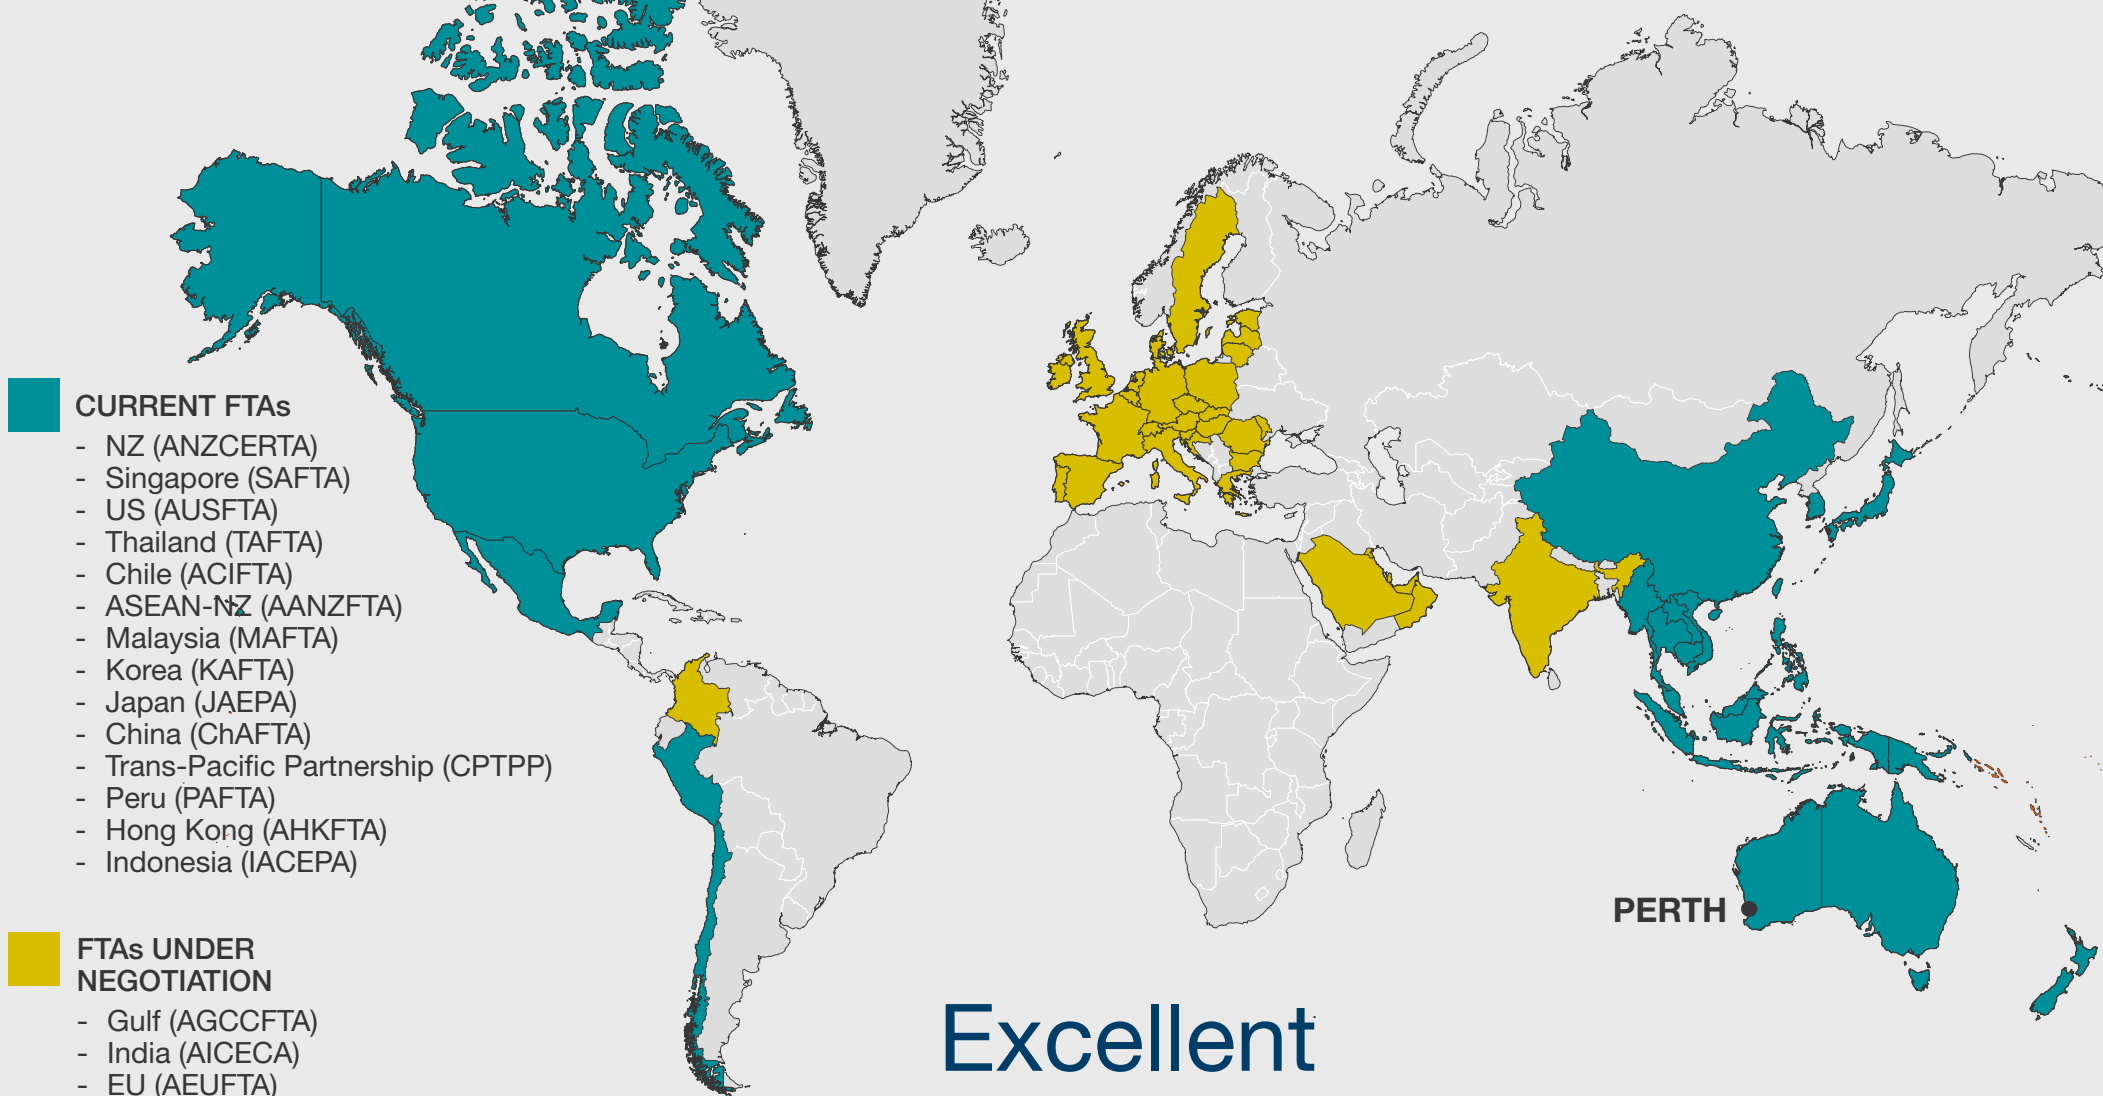 CURRENT FTAs
- NZ (ANZCERTA)
- Singapore (SAFTA)
- US (AUSFTA)
- Thailand (TAFTA)
- Chile (ACIFTA)
- ASEAN-NZ (AANZFTA)
- Malaysia (MAFTA)
- Korea (KAFTA)
- Japan (JAEPA)
- China (ChAFTA)
- Trans-Pacific Partnership (CPTPP)
- Peru (PAFTA)
- Hong Kong (AHKFTA)
- Indonesia (IACEPA)
FTAs UNDER
NEGOTIATION
- Gulf (AGCCFTA)
- India (AICECA)
- EU (AEUFTA)
PERTH
Excellent